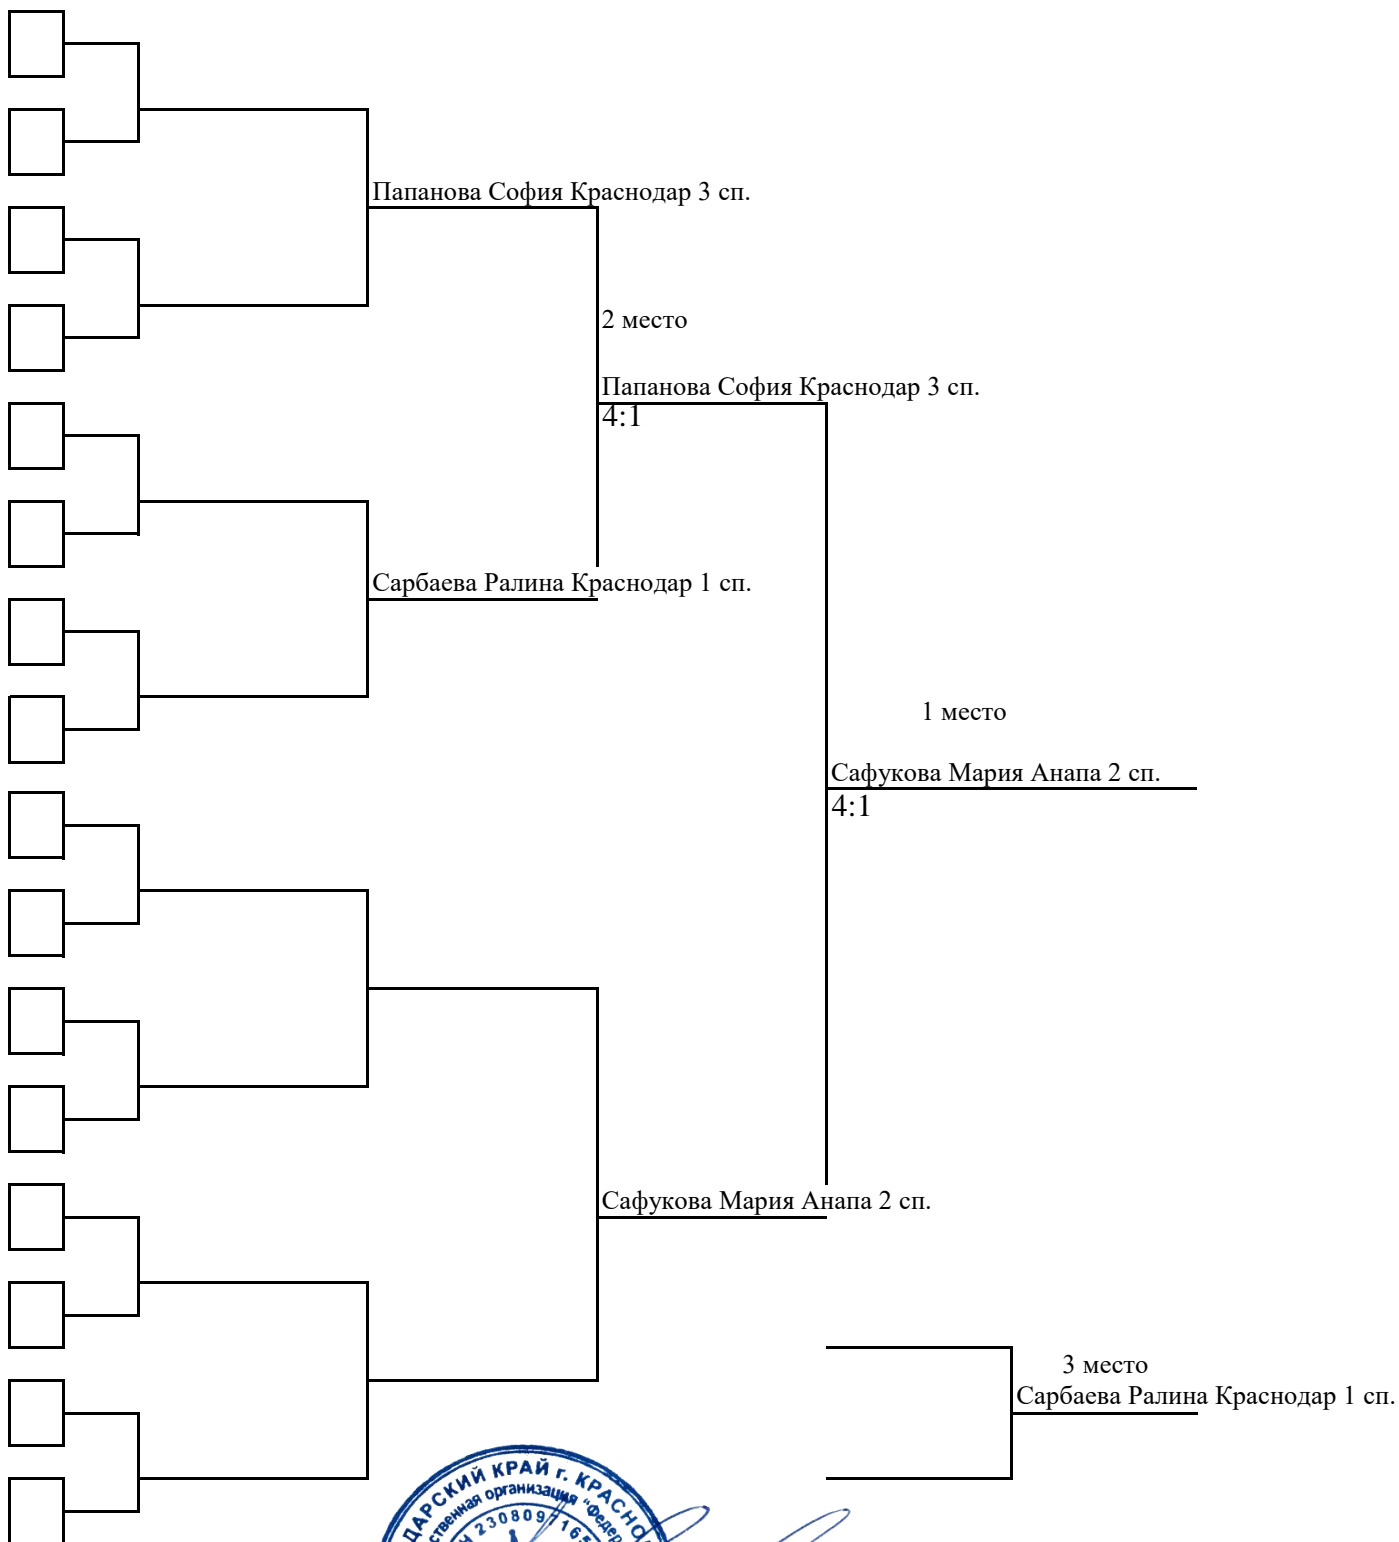 Папанова София Краснодар 3 сп.
2 место
Папанова София Краснодар 3 сп.
4:1
Сарбаева Ралина Краснодар 1 сп.
1 место
Сафукова Мария Анапа 2 сп.
4:1
Сафукова Мария Анапа 2 сп.
3 место
Сарбаева Ралина Краснодар 1 сп.
КРАЙ г.
организация